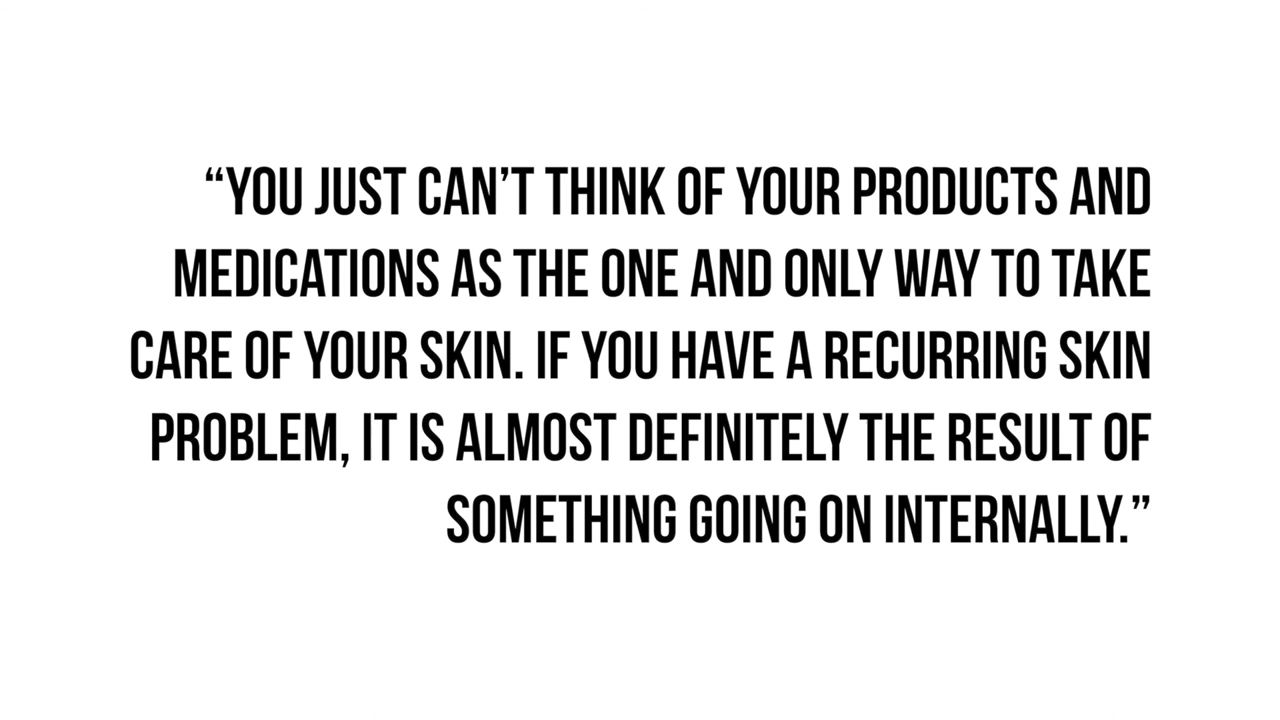 “YOU JUST CAN’T THINK OF YOUR PRODUCTS AND
MEDICATIONS AS THE ONE AND ONLY WAY TO TAKE
CARE OF YOUR SKIN. IF YOU HAVE A RECURRING SKIN
PROBLEM, IT IS ALMOST DEFINITELY THE RESULT OF
SOMETHING GOING ON INTERNALLY.”